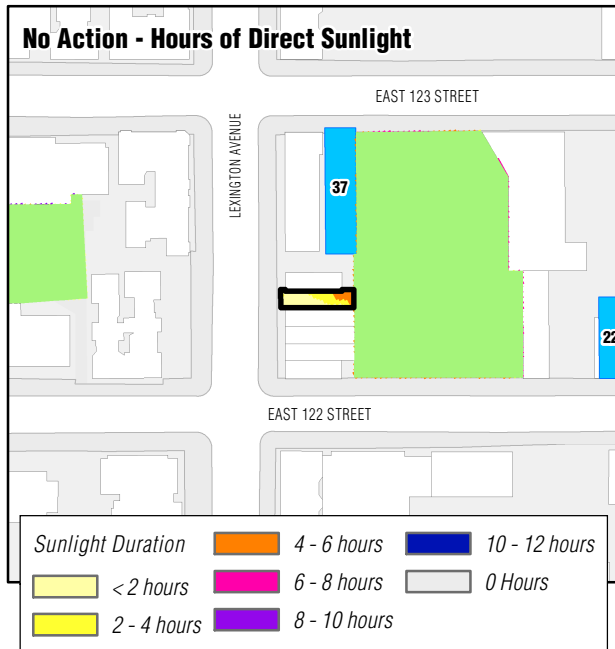 No Action - Hours of Direct Sunlight
EAST 123 STREET
LEXINGTON AVENUE
37
22
EAST 122 STREET
Sunlight Duration
< 2 hours
2 - 4 hours
4 - 6 hours
6 - 8 hours
8 - 10 hours
10 - 12 hours
0 Hours